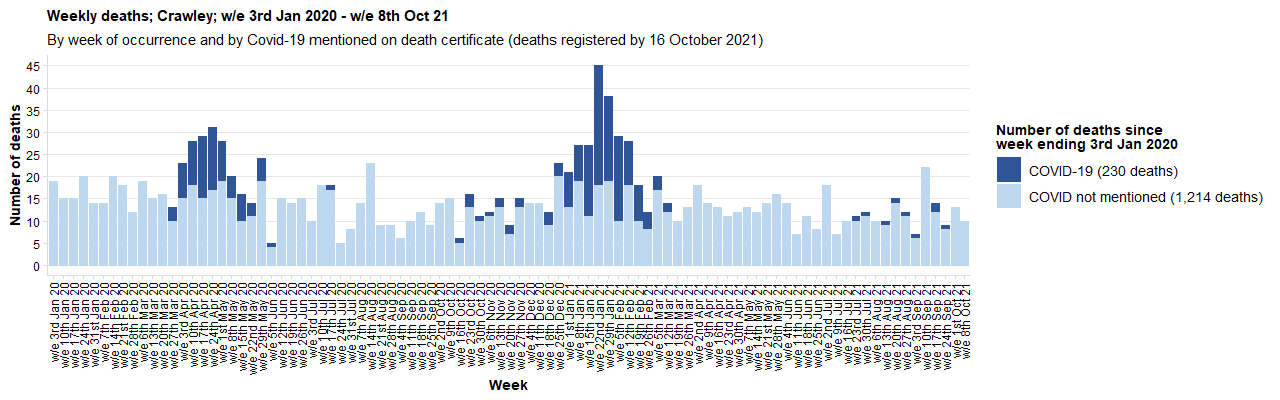 Weekly deaths; Crawley; w/e 3rd Jan 2020 - w/e 8th Oct 21
By week of occurrence and by Covid-19 mentioned on death certificate (deaths registered by 16 October 2021)
Number of deaths
45
40
35
30
25
20
15
10
5
0
w/e 3rd Jan 20
w/e 10th Jan 20
w/e 17th Jan 20
w/e 24th Jan 20
w/e 31st Jan 20
w/e 7th Feb 20
w/e 14th Feb 20
w/e 21st Feb 20
w/e 28th Feb 20
w/e 6th Mar 20
w/e 13th Mar 20
w/e 20th Mar 20
w/e 27th Mar 20
w/e 3rd Apr 20
w/e 10th Apr 20
w/e 17th Apr 20
w/e 24th Apr 20
w/e 1st May 20
w/e 8th May 20
w/e 15th May 20
w/e 22nd May 20
w/e 29th May 20
w/e 5th Jun 20
w/e 12th Jun 20
w/e 19th Jun 20
w/e 26th Jun 20
w/e 3rd Jul 20
w/e 10th Jul 20
w/e 17th Jul 20
w/e 24th Jul 20
w/e 31st Jul 20
w/e 7th Aug 20
w/e 14th Aug 20
w/e 21st Aug 20
w/e 28th Aug 20
w/e 4th Sep 20
w/e 11th Sep 20
w/e 18th Sep 20
w/e 25th Sep 20
w/e 2nd Oct 20
w/e 9th Oct 20
w/e 16th Oct 20
w/e 23rd Oct 20
w/e 30th Oct 20
w/e 6th Nov 20
w/e 13th Nov 20
w/e 20th Nov 20
w/e 27th Nov 20
w/e 4th Dec 20
w/e 11th Dec 20
w/e 18th Dec 20
w/e 25th Dec 20
w/e 1st Jan 21
w/e 8th Jan 21
w/e 15th Jan 21
w/e 22nd Jan 21
w/e 29th Jan 21
w/e 5th Feb 21
w/e 12th Feb 21
w/e 19th Feb 21
w/e 26th Feb 21
w/e 5th Mar 21
w/e 12th Mar 21
w/e 19th Mar 21
w/e 26th Mar 21
w/e 2nd Apr 21
w/e 9th Apr 21
w/e 16th Apr 21
w/e 23rd Apr 21
w/e 30th Apr 21
w/e 7th May 21
w/e 14th May 21
w/e 21st May 21
w/e 28th May 21
w/e 4th Jun 21
w/e 11th Jun 21
w/e 18th Jun 21
w/e 25th Jun 21
w/e 2nd Jul 21
w/e 9th Jul 21
w/e 16th Jul 21
w/e 23rd Jul 21
w/e 30th Jul 21
w/e 6th Aug 21
w/e 13th Aug 21
w/e 20th Aug 21
w/e 27th Aug 21
w/e 3rd Sep 21
w/e 10th Sep 21
w/e 17th Sep 21
w/e 24th Sep 21
w/e 1st Oct 21
w/e 8th Oct 21
Week
Number of deaths since
week ending 3rd Jan 2020
COVID-19 (230 deaths)
COVID not mentioned (1,214 deaths)